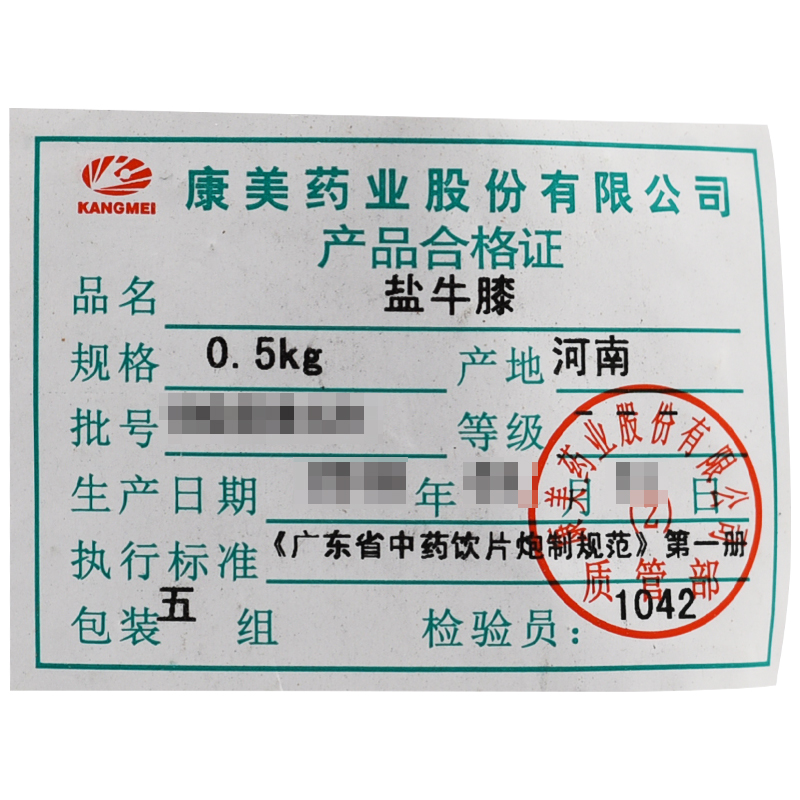 康美药业股份有限公司
KANGMEI
产品合格证
品名 盐牛膝
规格 0.5kg 产地 河南
批号 等级 ---
生产日期 年 月 日
执行标准 《广东省中药饮片炮制规范》第一册
包装 五 组 检验员: 1042
康美药业股份有限公司
(2)
质管部